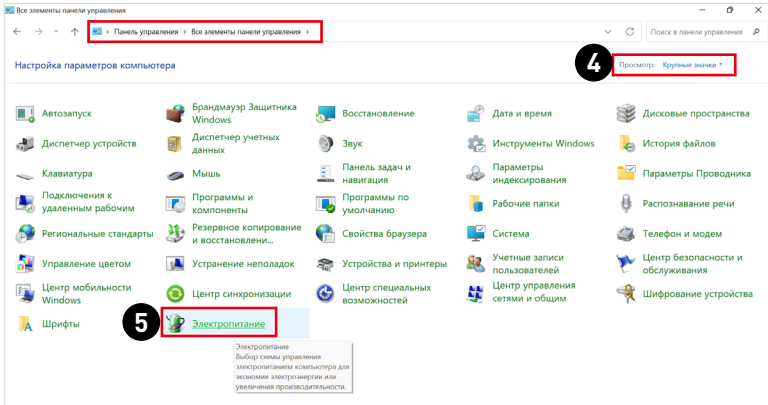 Все элементы панели управления
Панель управления › Все элементы панели управления ›
Поиск в панели управления
Настройка параметров компьютера
4
Просмотр: Крупные значки
Автозапуск
Брандмауэр Защитника
Windows
Восстановление
Дата и время
Дисковые пространства
Диспетчер устройств
Диспетчер учетных
данных
Звук
Инструменты Windows
История файлов
Клавиатура
Мышь
Панель задач и
навигация
Параметры
индексирования
Параметры Проводника
Подключения к
удаленным рабочим
Программы и
компоненты
Программы по
умолчанию
Рабочие папки
Распознавание речи
Региональные стандарты
Резервное копирование
и восстановлени...
Свойства браузера
Система
Телефон и модем
Управление цветом
Устранение неполадок
Устройства и принтеры
Учетные записи
пользователей
Центр безопасности и
обслуживания
Центр мобильности
Windows
Центр синхронизации
Центр специальных
возможностей
Центр управления
сетями и общим
Шифрование устройства
Шрифты
5
Электропитание
Электропитание
Выбор схемы управления
электропитанием компьютера для
экономии электроэнергии или
увеличения производительности.